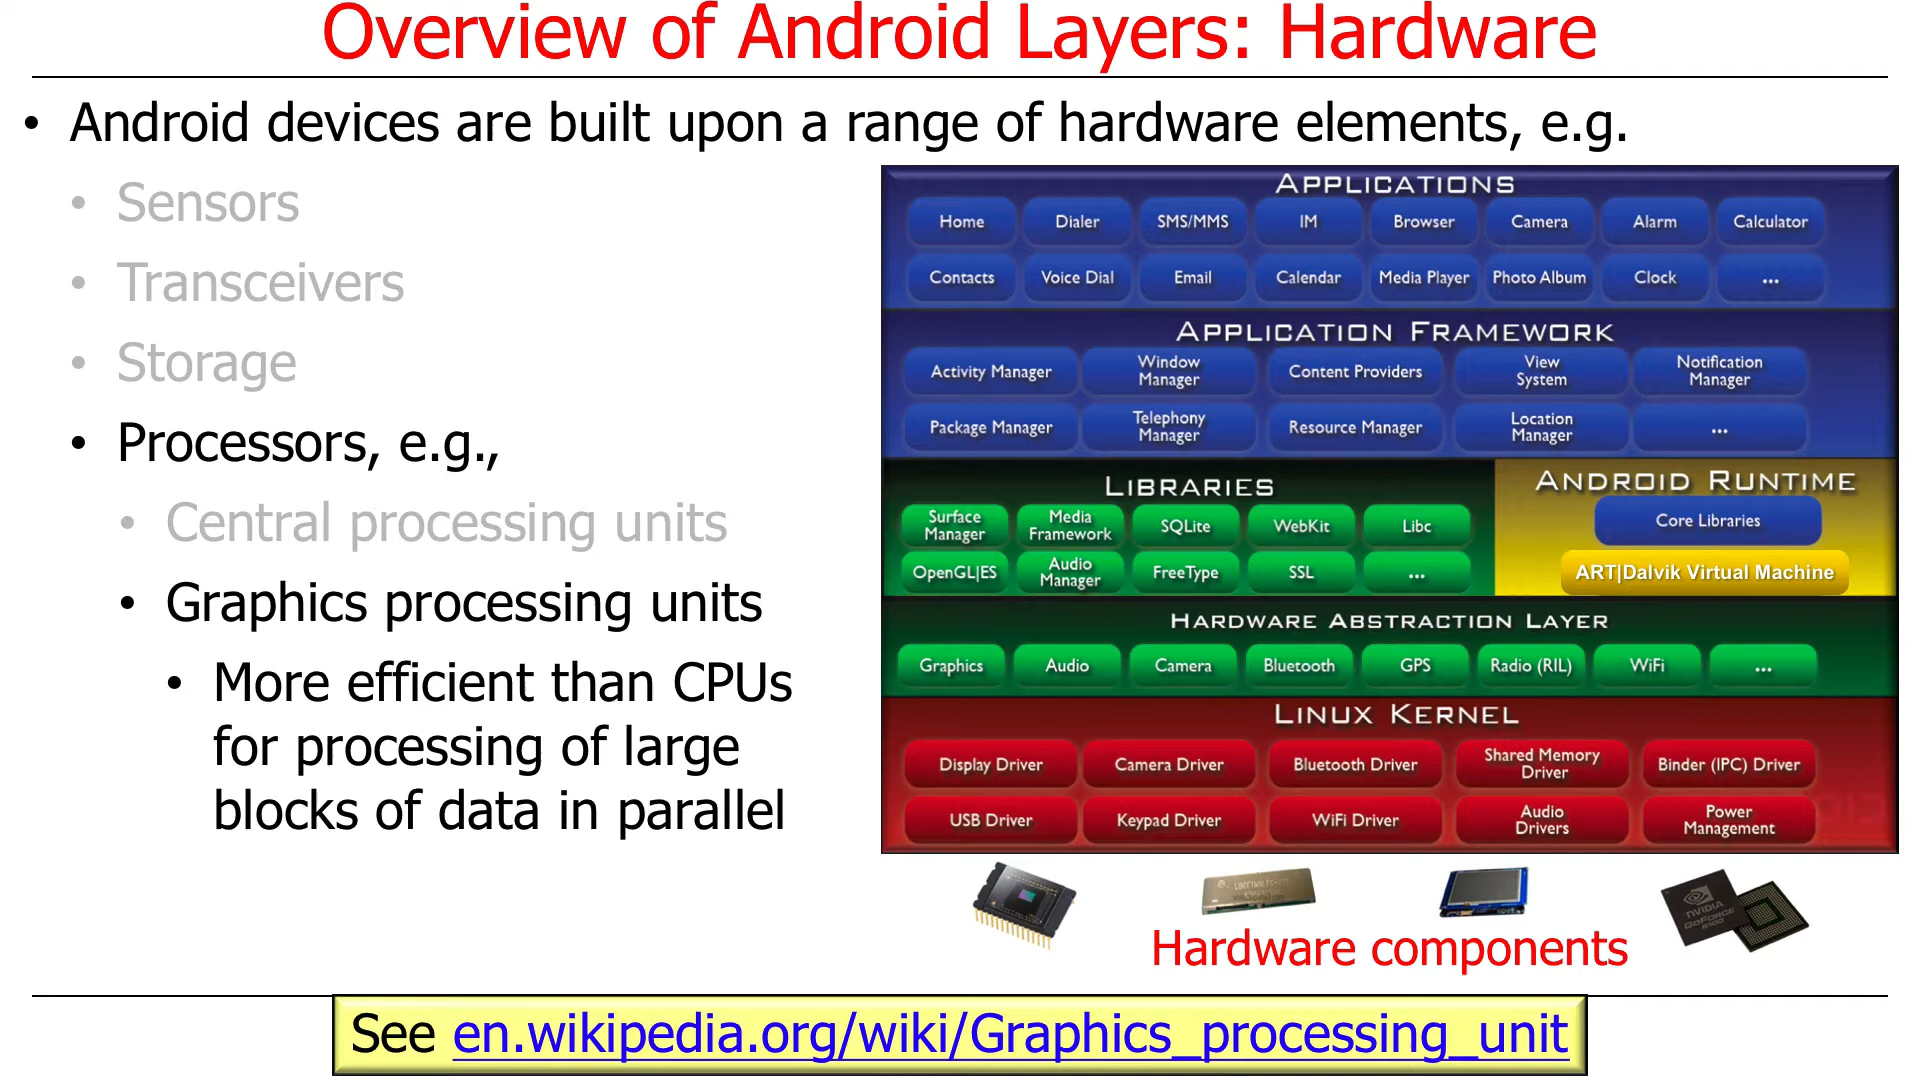 Overview of Android Layers: Hardware
• Android devices are built upon a range of hardware elements, e.g.
• Sensors
• Transceivers
• Storage
• Processors, e.g.,
• Central processing units
• Graphics processing units
• More efficient than CPUs
for processing of large
blocks of data in parallel
APPLICATIONS
Home Dialer SMS/MMS IM Browser Camera Alarm Calculator
Contacts Voice Dial Email Calendar Media Player Photo Album Clock ...
APPLICATION FRAMEWORK
Activity Manager Window Manager Content Providers View System Notification Manager
Package Manager Telephony Manager Resource Manager Location Manager ...
LIBRARIES
Surface Manager Media Framework SQLite WebKit Libc
OpenGL|ES Audio Manager FreeType SSL ...
ANDROID RUNTIME
Core Libraries
ART|Dalvik Virtual Machine
HARDWARE ABSTRACTION LAYER
Graphics Audio Camera Bluetooth GPS Radio (RIL) WiFi ...
LINUX KERNEL
Display Driver Camera Driver Bluetooth Driver Shared Memory Driver Binder (IPC) Driver
USB Driver Keypad Driver WiFi Driver Audio Drivers Power Management
NVIDIA
GEFORCE
Hardware components
See en.wikipedia.org/wiki/Graphics_processing_unit